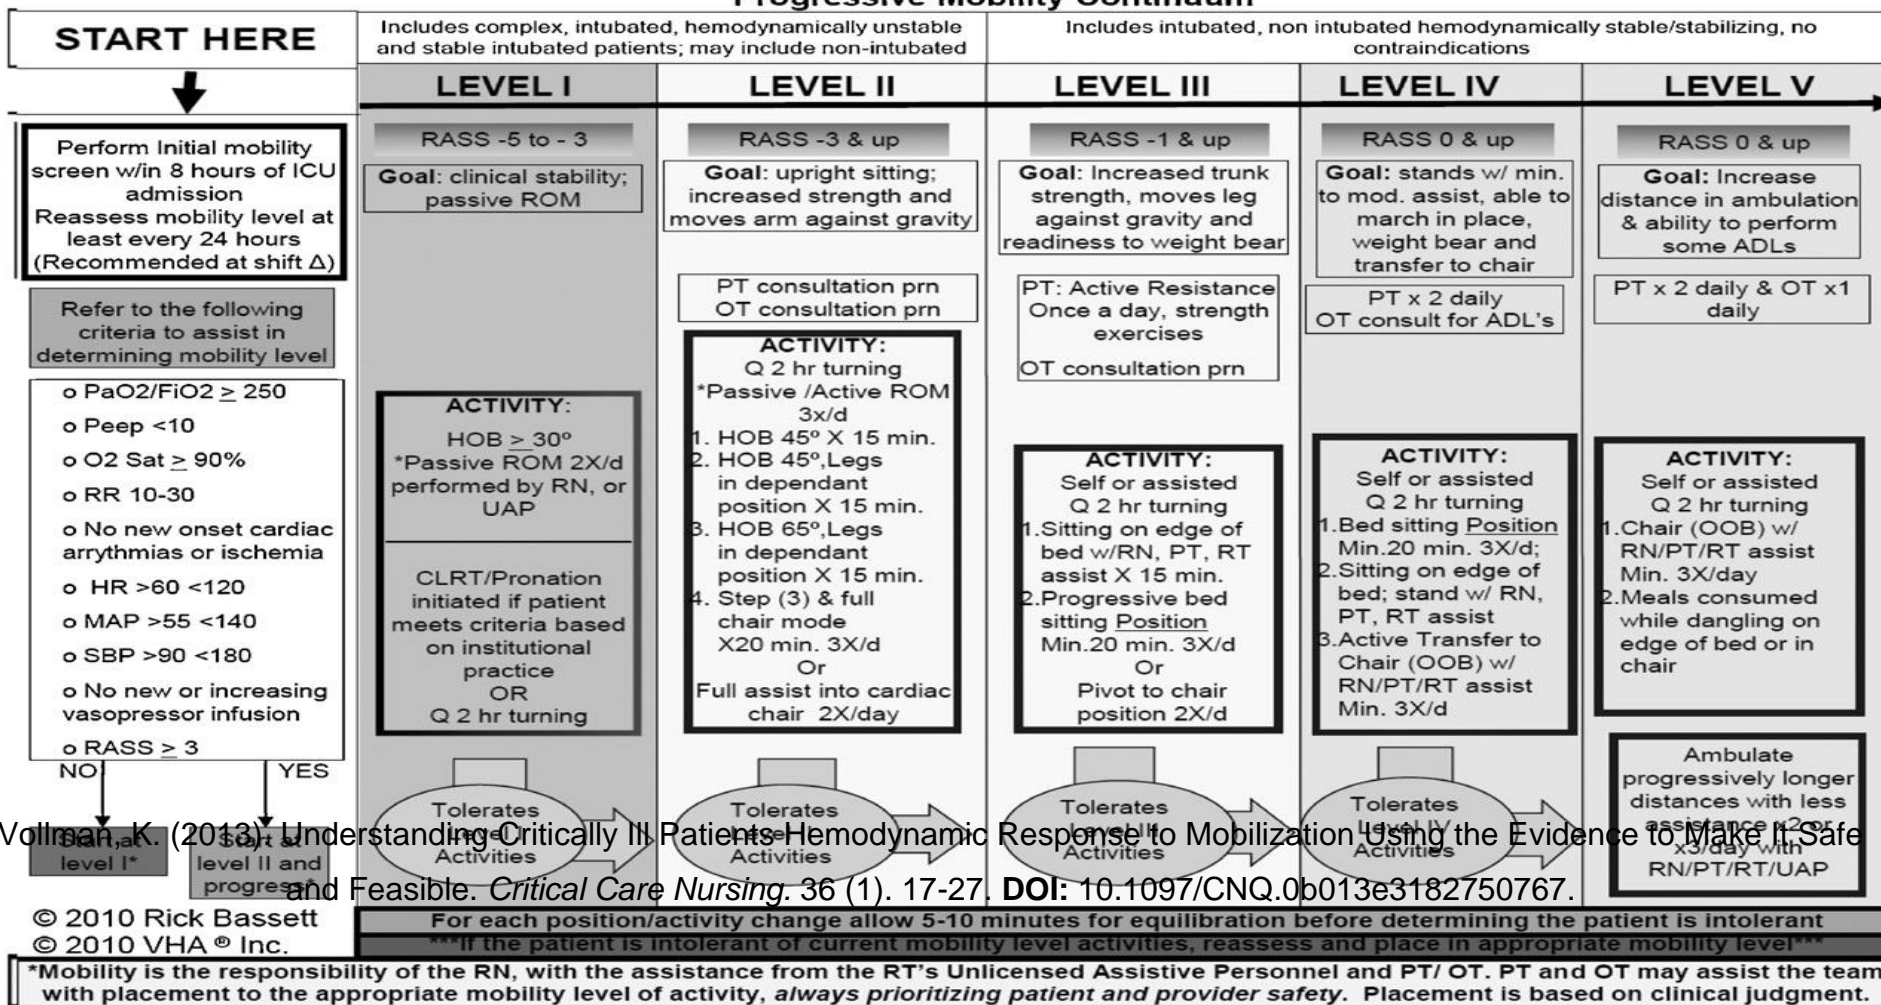 Progressive Mobility Continuum
START HERE
Includes complex, intubated, hemodynamically unstable
and stable intubated patients; may include non-intubated
Includes intubated, non intubated hemodynamically stable/stabilizing, no
contraindications
Perform Initial mobility
screen w/in 8 hours of ICU
admission
Reassess mobility level at
least every 24 hours
(Recommended at shift Δ)
Refer to the following
criteria to assist in
determining mobility level
o PaO2/FiO2 ≥ 250
o Peep <10
o O2 Sat ≥ 90%
o RR 10-30
o No new onset cardiac
arrythmias or ischemia
o HR >60 <120
o MAP >55 <140
o SBP >90 <180
o No new or increasing
vasopressor infusion
o RASS ≥ 3
NO
YES
Start at
level I*
Start at
level II and
progress*
LEVEL I
RASS -5 to - 3
Goal: clinical stability;
passive ROM
ACTIVITY:
HOB ≥ 30º
*Passive ROM 2X/d
performed by RN, or
UAP
CLRT/Pronation
initiated if patient
meets criteria based
on institutional
practice
OR
Q 2 hr turning
Tolerates
Level I
Activities
LEVEL II
RASS -3 & up
Goal: upright sitting;
increased strength and
moves arm against gravity
PT consultation prn
OT consultation prn
ACTIVITY:
Q 2 hr turning
*Passive /Active ROM
3x/d
1. HOB 45º X 15 min.
2. HOB 45º,Legs
in dependant
position X 15 min.
3. HOB 65º,Legs
in dependant
position X 15 min.
4. Step (3) & full
chair mode
X20 min. 3X/d
Or
Full assist into cardiac
chair 2X/day
Tolerates
Level II
Activities
LEVEL III
RASS -1 & up
Goal: Increased trunk
strength, moves leg
against gravity and
readiness to weight bear
PT: Active Resistance
Once a day, strength
exercises
OT consultation prn
ACTIVITY:
Self or assisted
Q 2 hr turning
1.Sitting on edge of
bed w/RN, PT, RT
assist X 15 min.
2.Progressive bed
sitting Position
Min.20 min. 3X/d
Or
Pivot to chair
position 2X/d
Tolerates
Level III
Activities
LEVEL IV
RASS 0 & up
Goal: stands w/ min.
to mod. assist, able to
march in place,
weight bear and
transfer to chair
PT x 2 daily
OT consult for ADL's
ACTIVITY:
Self or assisted
Q 2 hr turning
1.Bed sitting Position
Min.20 min. 3X/d;
2.Sitting on edge of
bed; stand w/ RN,
PT, RT assist
3.Active Transfer to
Chair (OOB) w/
RN/PT/RT assist
Min. 3X/d
Tolerates
Level IV
Activities
LEVEL V
RASS 0 & up
Goal: Increase
distance in ambulation
& ability to perform
some ADLs
PT x 2 daily & OT x1
daily
ACTIVITY:
Self or assisted
Q 2 hr turning
1.Chair (OOB) w/
RN/PT/RT assist
Min. 3X/day
2.Meals consumed
while dangling on
edge of bed or in
chair
Ambulate
progressively longer
distances with less
assistance x2 or
x3/day with
RN/PT/RT/UAP
Vollman, K. (2013). Understanding Critically Ill Patients Hemodynamic Response to Mobilization Using the Evidence to Make It Safe
and Feasible. Critical Care Nursing. 36 (1). 17-27. DOI: 10.1097/CNQ.0b013e3182750767.
© 2010 Rick Bassett
© 2010 VHA ® Inc.
For each position/activity change allow 5-10 minutes for equilibration before determining the patient is intolerant
***If the patient is intolerant of current mobility level activities, reassess and place in appropriate mobility level***
*Mobility is the responsibility of the RN, with the assistance from the RT's Unlicensed Assistive Personnel and PT/ OT. PT and OT may assist the team
with placement to the appropriate mobility level of activity, always prioritizing patient and provider safety. Placement is based on clinical judgment.